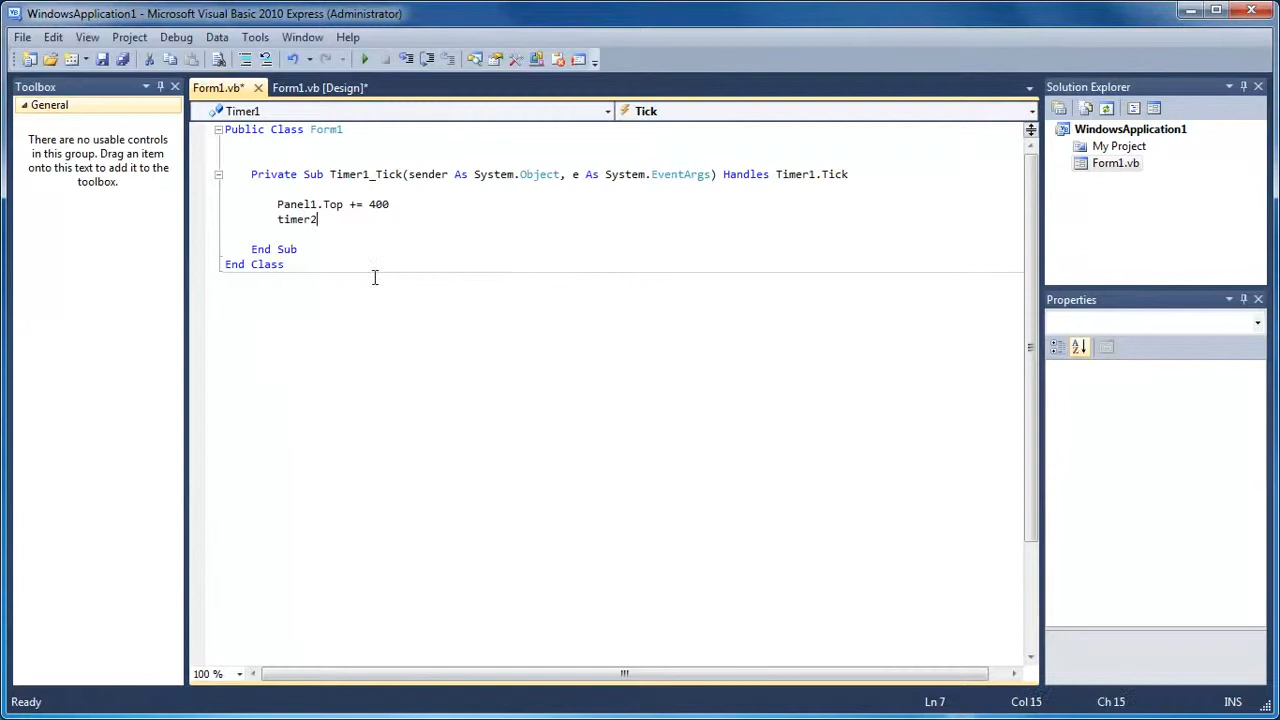 WindowsApplication1 - Microsoft Visual Basic 2010 Express (Administrator)
File Edit View Project Debug Data Tools Window Help
Toolbox
General
There are no usable controls
in this group. Drag an item
onto this text to add it to the
toolbox.
Form1.vb* Form1.vb [Design]*
Timer1 Tick
Public Class Form1
Private Sub Timer1_Tick(sender As System.Object, e As System.EventArgs) Handles Timer1.Tick
Panel1.Top += 400
timer2
End Sub
End Class
100 %
Solution Explorer
WindowsApplication1
My Project
Form1.vb
Properties
Ready Ln 7 Col 15 Ch 15 INS